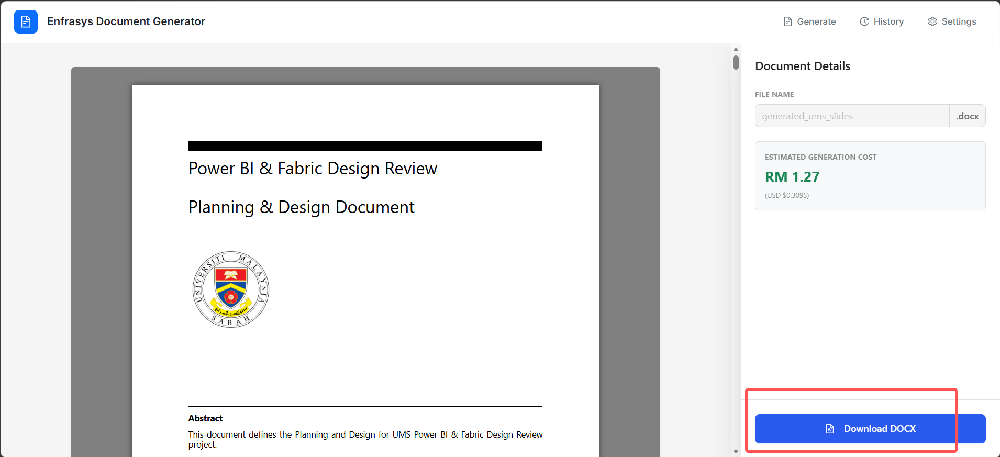 Enfrasys Document Generator
Generate
History
Settings
Power BI & Fabric Design Review
Planning & Design Document
UNIVERSITI MALAYSIA
SABAH
Abstract
This document defines the Planning and Design for UMS Power BI & Fabric Design Review
project.
Document Details
FILE NAME
generated_ums_slides
.docx
ESTIMATED GENERATION COST
RM 1.27
(USD $0.3095)
Download DOCX